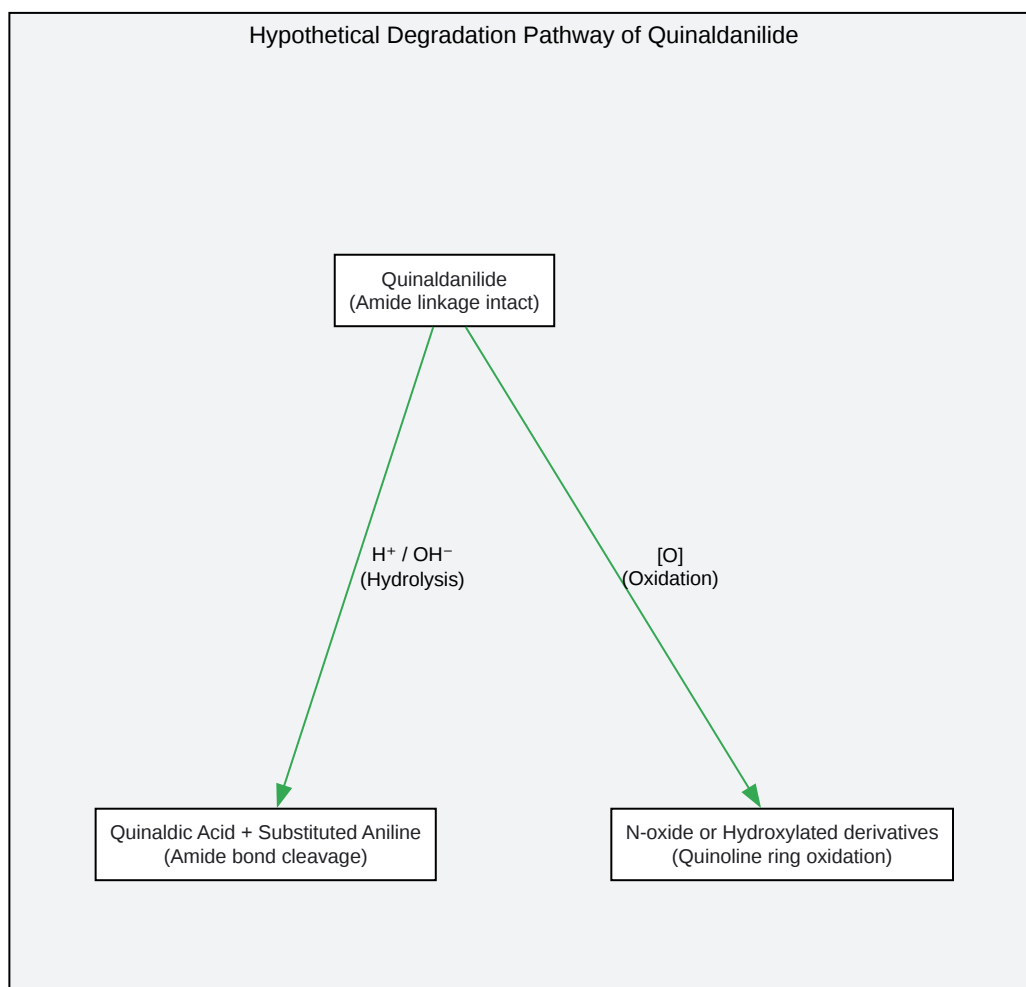 Hypothetical Degradation Pathway of Quinaldanilide
Quinaldanilide
(Amide linkage intact)
H⁺ / OH⁻
(Hydrolysis)
[O]
(Oxidation)
Quinaldic Acid + Substituted Aniline
(Amide bond cleavage)
N-oxide or Hydroxylated derivatives
(Quinoline ring oxidation)